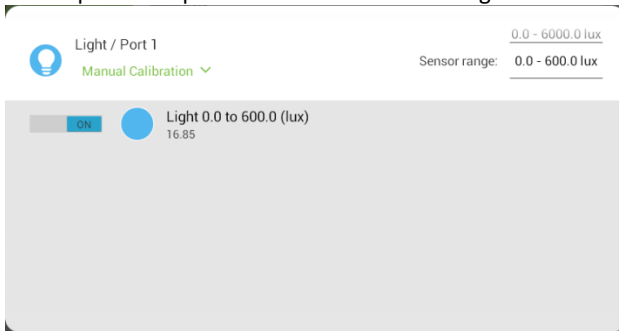 Light / Port 1
Manual Calibration
Sensor range:
0.0 - 6000.0 lux
0.0 - 600.0 lux
ON
Light 0.0 to 600.0 (lux)
16.85